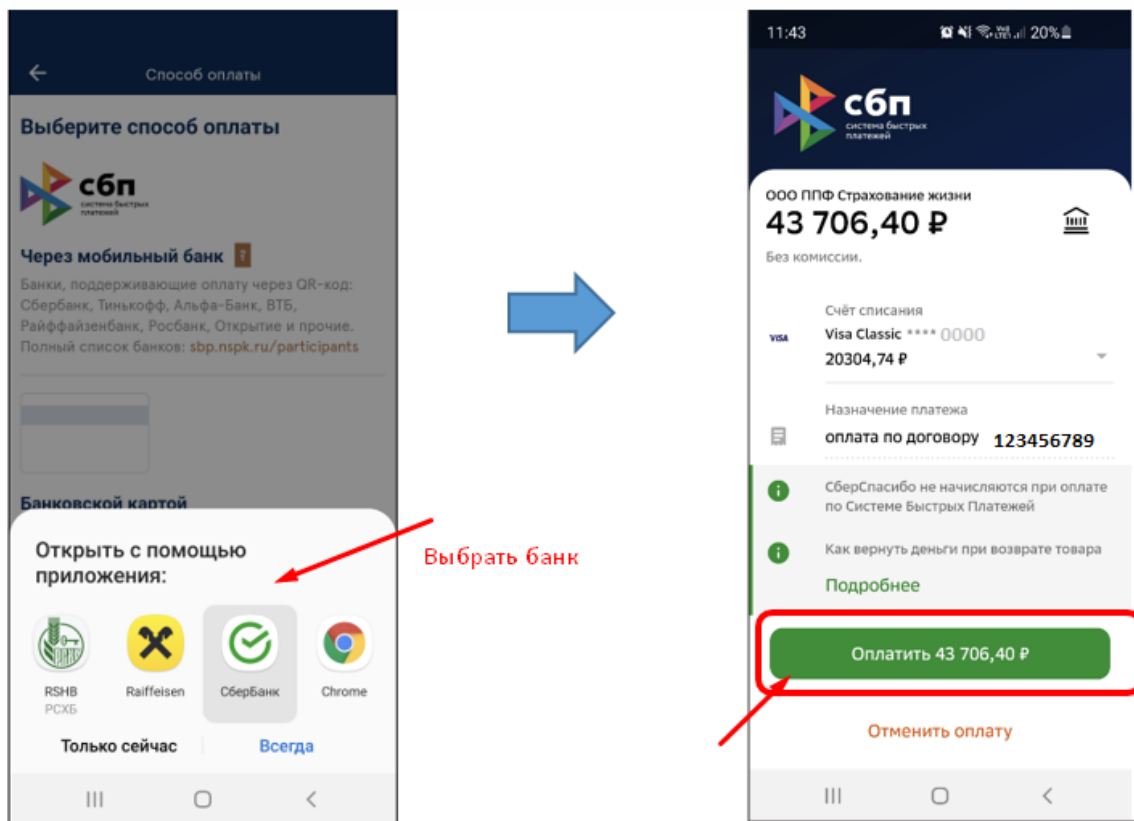 Способ оплаты
Выберите способ оплаты
сбп
система быстрых
платежей
Через мобильный банк
Банки, поддерживающие оплату через QR-код:
Сбербанк, Тинькофф, Альфа-Банк, ВТБ,
Райффайзенбанк, Росбанк, Открытие и прочие.
Полный список банков: sbp.nspk.ru/participants
Банковской картой
Открыть с помощью
приложения:
RSHB
РСХБ
Raiffeisen
СберБанк
Chrome
Только сейчас
Всегда
Выбрать банк
11:43
20%
сбп
система быстрых
платежей
ООО ППФ Страхование жизни
43 706,40 ₽
Без комиссии.
Счёт списания
VISA
Visa Classic **** 0000
20304,74 ₽
Назначение платежа
оплата по договору 123456789
СберСпасибо не начисляются при оплате
по Системе Быстрых Платежей
Как вернуть деньги при возврате товара
Подробнее
Оплатить 43 706,40 ₽
Отменить оплату